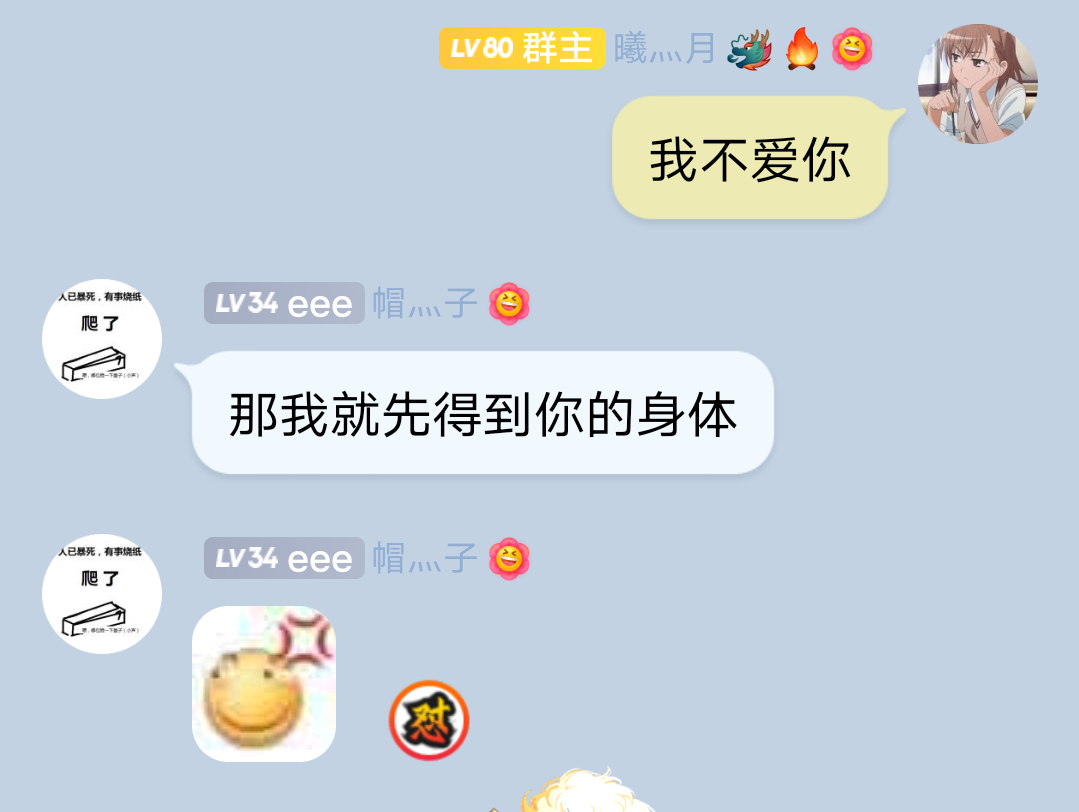 LV80 群主 曦灬月
我不爱你
人已暴死，有事烧纸
爬了
LV34 eee 帽灬子
那我就先得到你的身体
人已暴死，有事烧纸
爬了
LV34 eee 帽灬子
怼